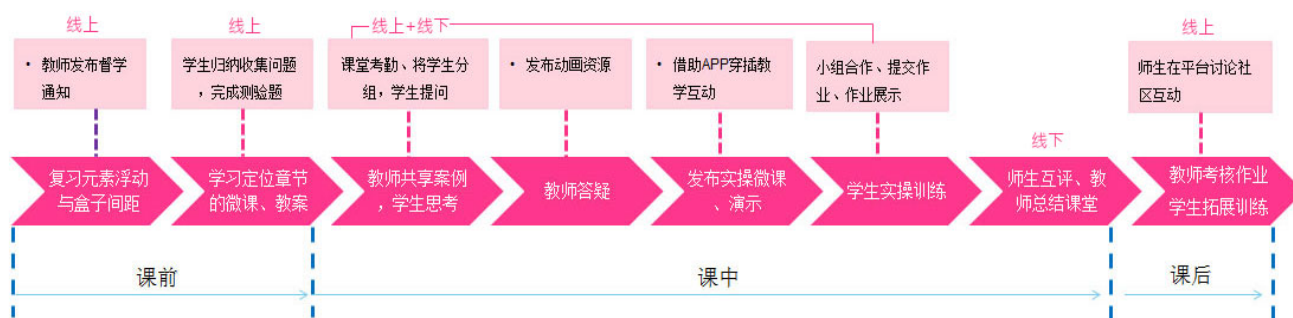 线上
线上
线上+线下
线上
• 教师发布督学
通知
学生归纳收集问题
，完成测验题
课堂考勤、将学生分
组，学生提问
• 发布动画资源
• 借助APP穿插教
学互动
小组合作、提交作
业、作业展示
师生在平台讨论社
区互动
线下
复习元素浮动
与盒子间距
学习定位章节
的微课、教案
教师共享案例
，学生思考
教师答疑
发布实操微课
、演示
学生实操训练
师生互评、教
师总结课堂
教师考核作业
学生拓展训练
课前
课中
课后